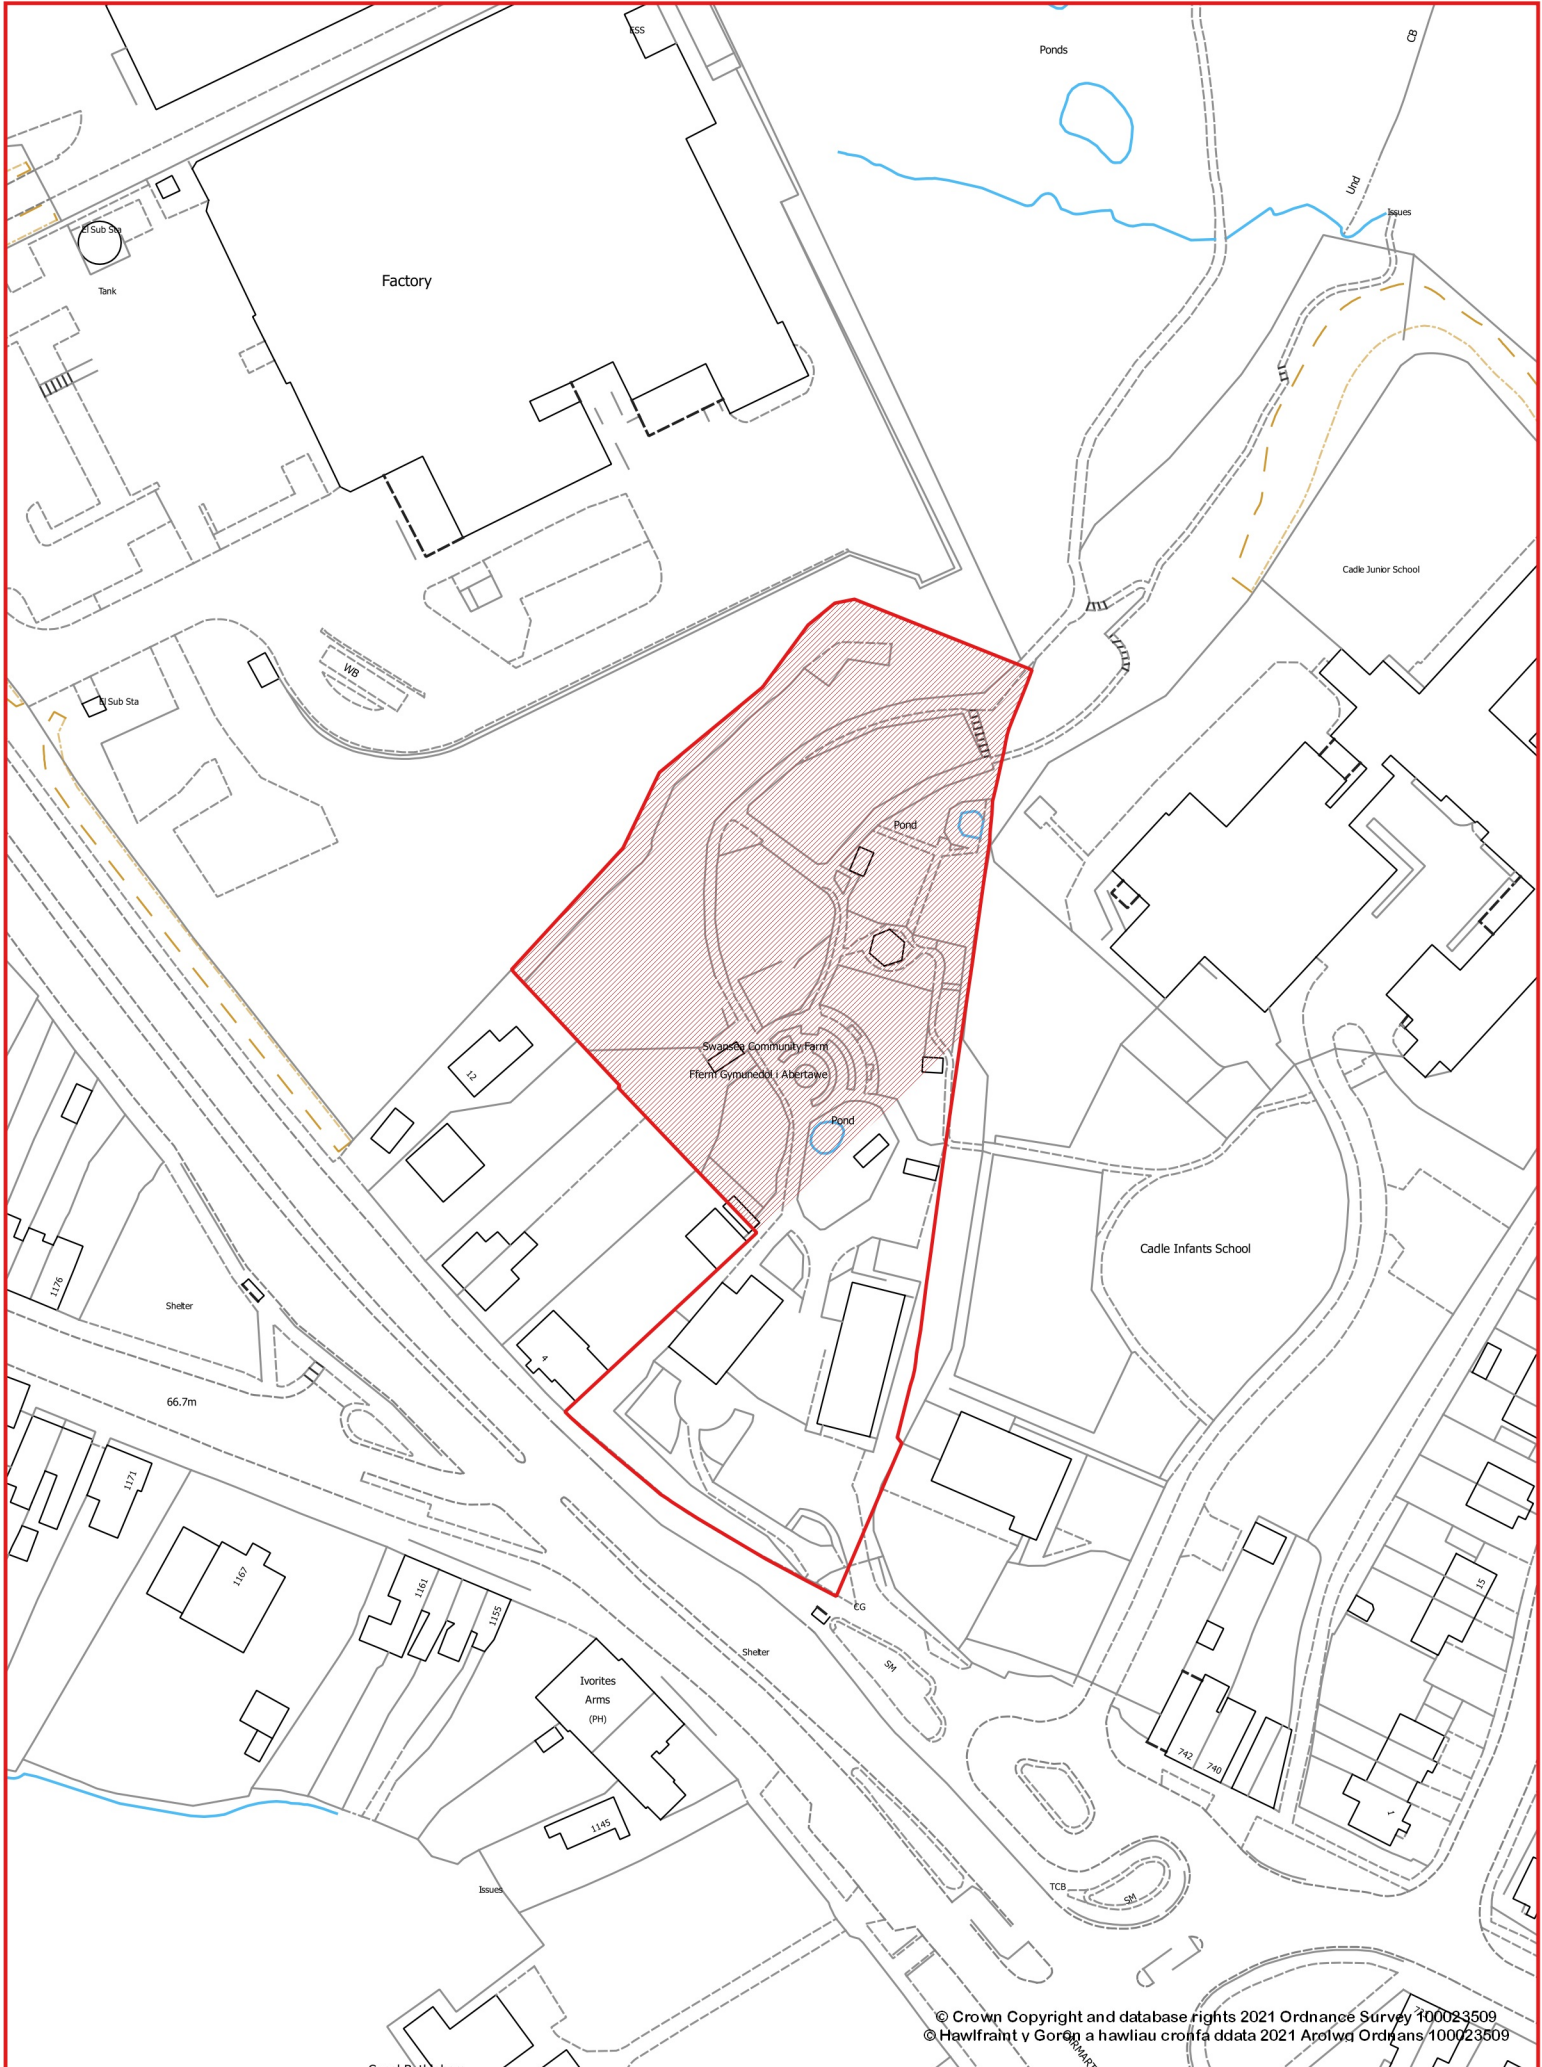 ESS
Ponds
CB
Und
Issues
El Sub Sta
Factory
Tank
Cadle Junior School
WB
El Sub Sta
Pond
Swansea Community Farm
Fferm Gymunedol i Abertawe
12
Pond
Cadle Infants School
1176
Shelter
4
66.7m
1171
1167
1161
1155
CG
Shelter
SM
Ivorites
Arms
(PH)
15
742
740
1
1145
TCB
SM
Issues
© Crown Copyright and database rights 2021 Ordnance Survey 100023509
© Hawlfraint y Goron a hawliau cronfa ddata 2021 Arolwg Ordnans 100023509